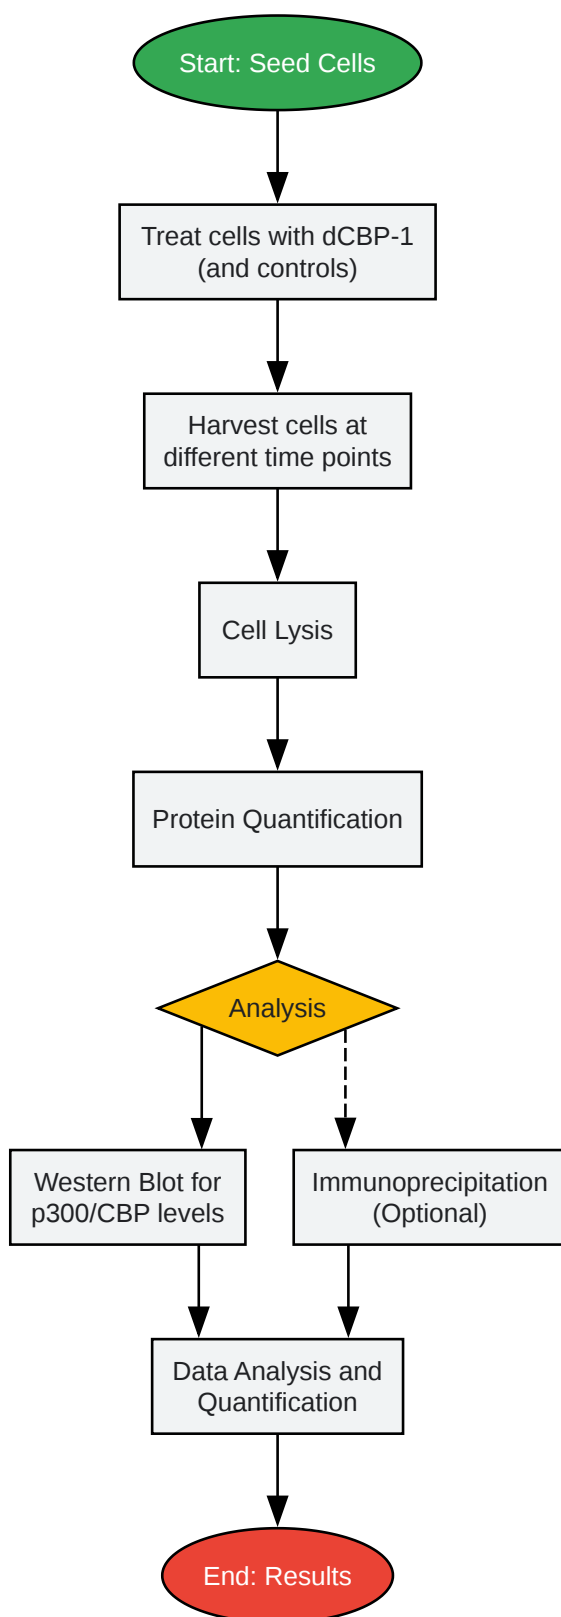 Start: Seed Cells
Treat cells with dCBP-1
(and controls)
Harvest cells at
different time points
Cell Lysis
Protein Quantification
Analysis
Western Blot for
p300/CBP levels
Immunoprecipitation
(Optional)
Data Analysis and
Quantification
End: Results